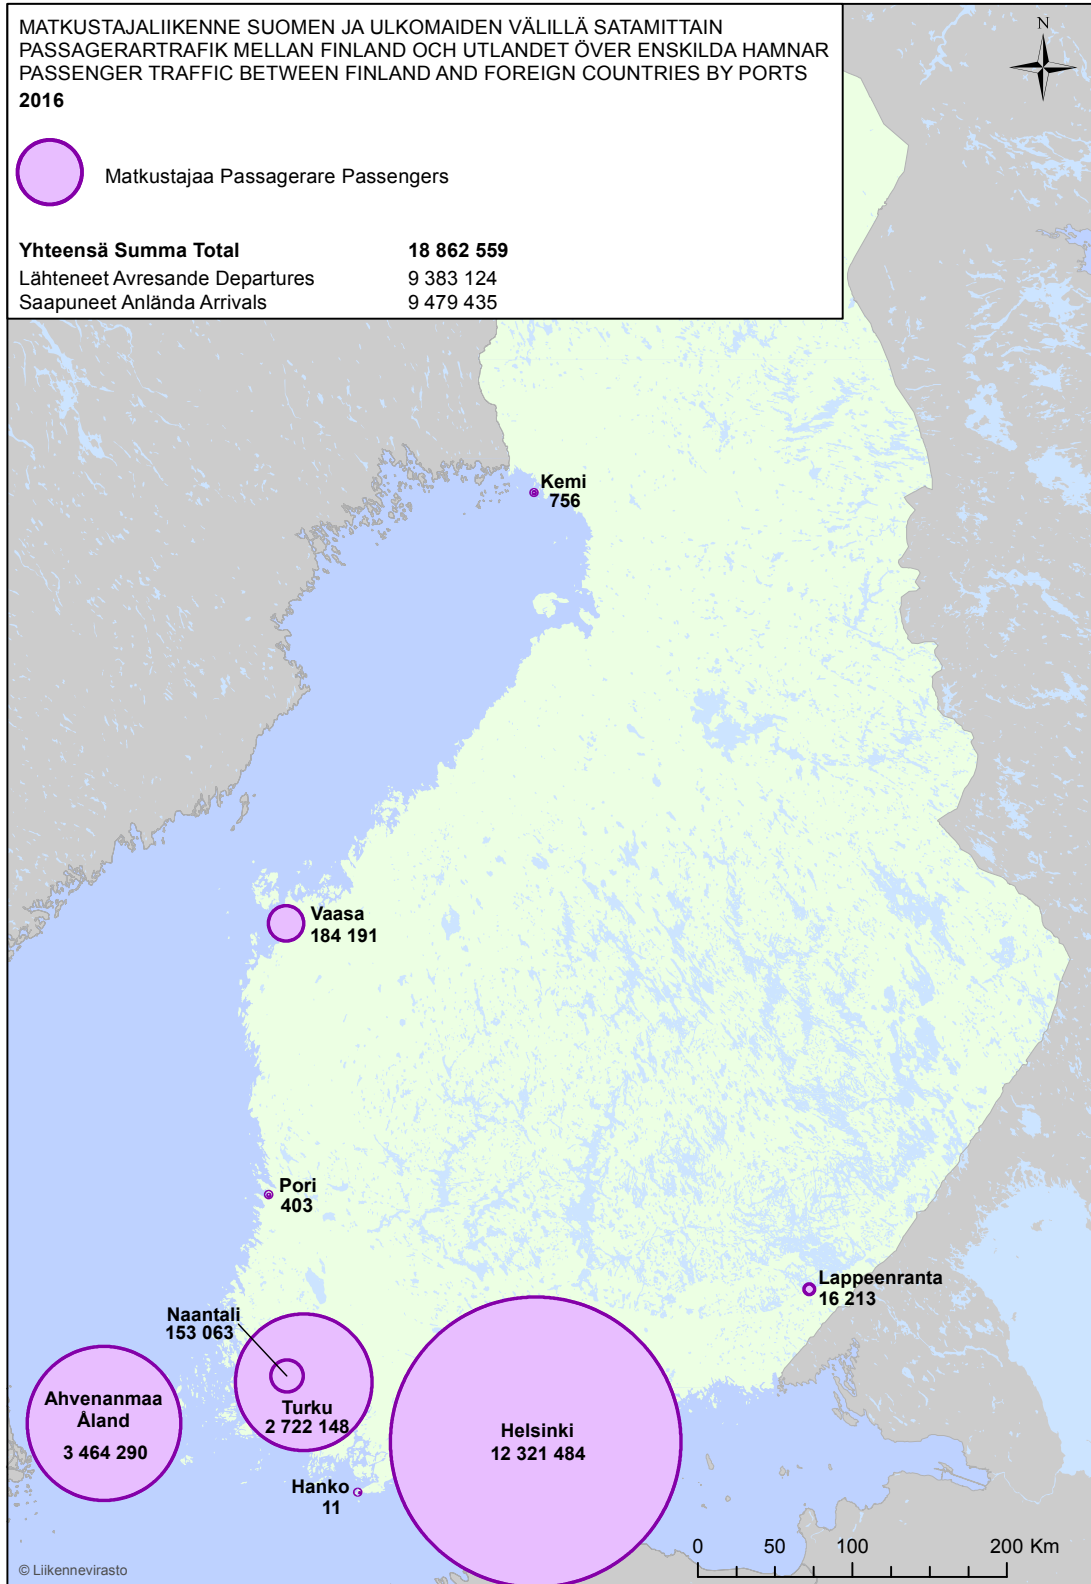 MATKUSTAJALIIKENNE SUOMEN JA ULKOMAIDEN VÄLILLÄ SATAMITTAIN
PASSAGERARTRAFIK MELLAN FINLAND OCH UTLANDET ÖVER ENSKILDA HAMNAR
PASSENGER TRAFFIC BETWEEN FINLAND AND FOREIGN COUNTRIES BY PORTS
2016
N
Matkustajaa Passagerare Passengers
Yhteensä Summa Total 18 862 559
Lähteneet Avresande Departures 9 383 124
Saapuneet Anlända Arrivals 9 479 435
Kemi
756
Vaasa
184 191
Pori
403
Lappeenranta
16 213
Naantali
153 063
Turku
2 722 148
Ahvenanmaa
Åland
3 464 290
Helsinki
12 321 484
Hanko
11
0 50 100 200 Km
© Liikennevirasto